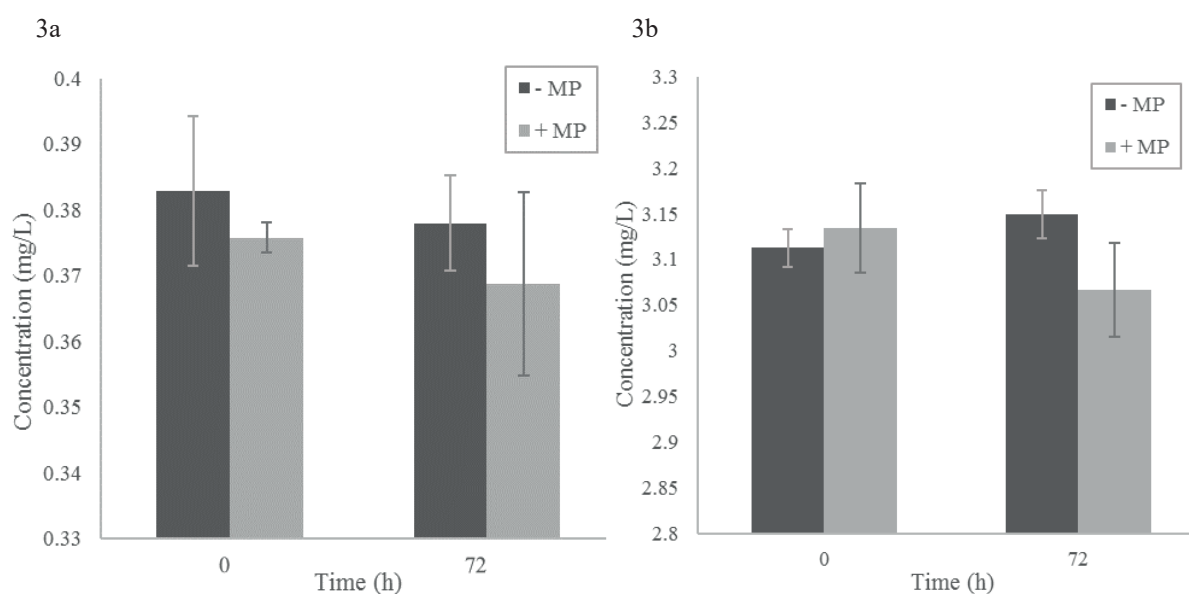 3a
Concentration (mg/L)
0.4
0.39
0.38
0.37
0.36
0.35
0.34
0.33
- MP
+ MP
0
72
Time (h)
3b
Concentration (mg/L)
3.3
3.25
3.2
3.15
3.1
3.05
3
2.95
2.9
2.85
2.8
- MP
+ MP
0
72
Time (h)